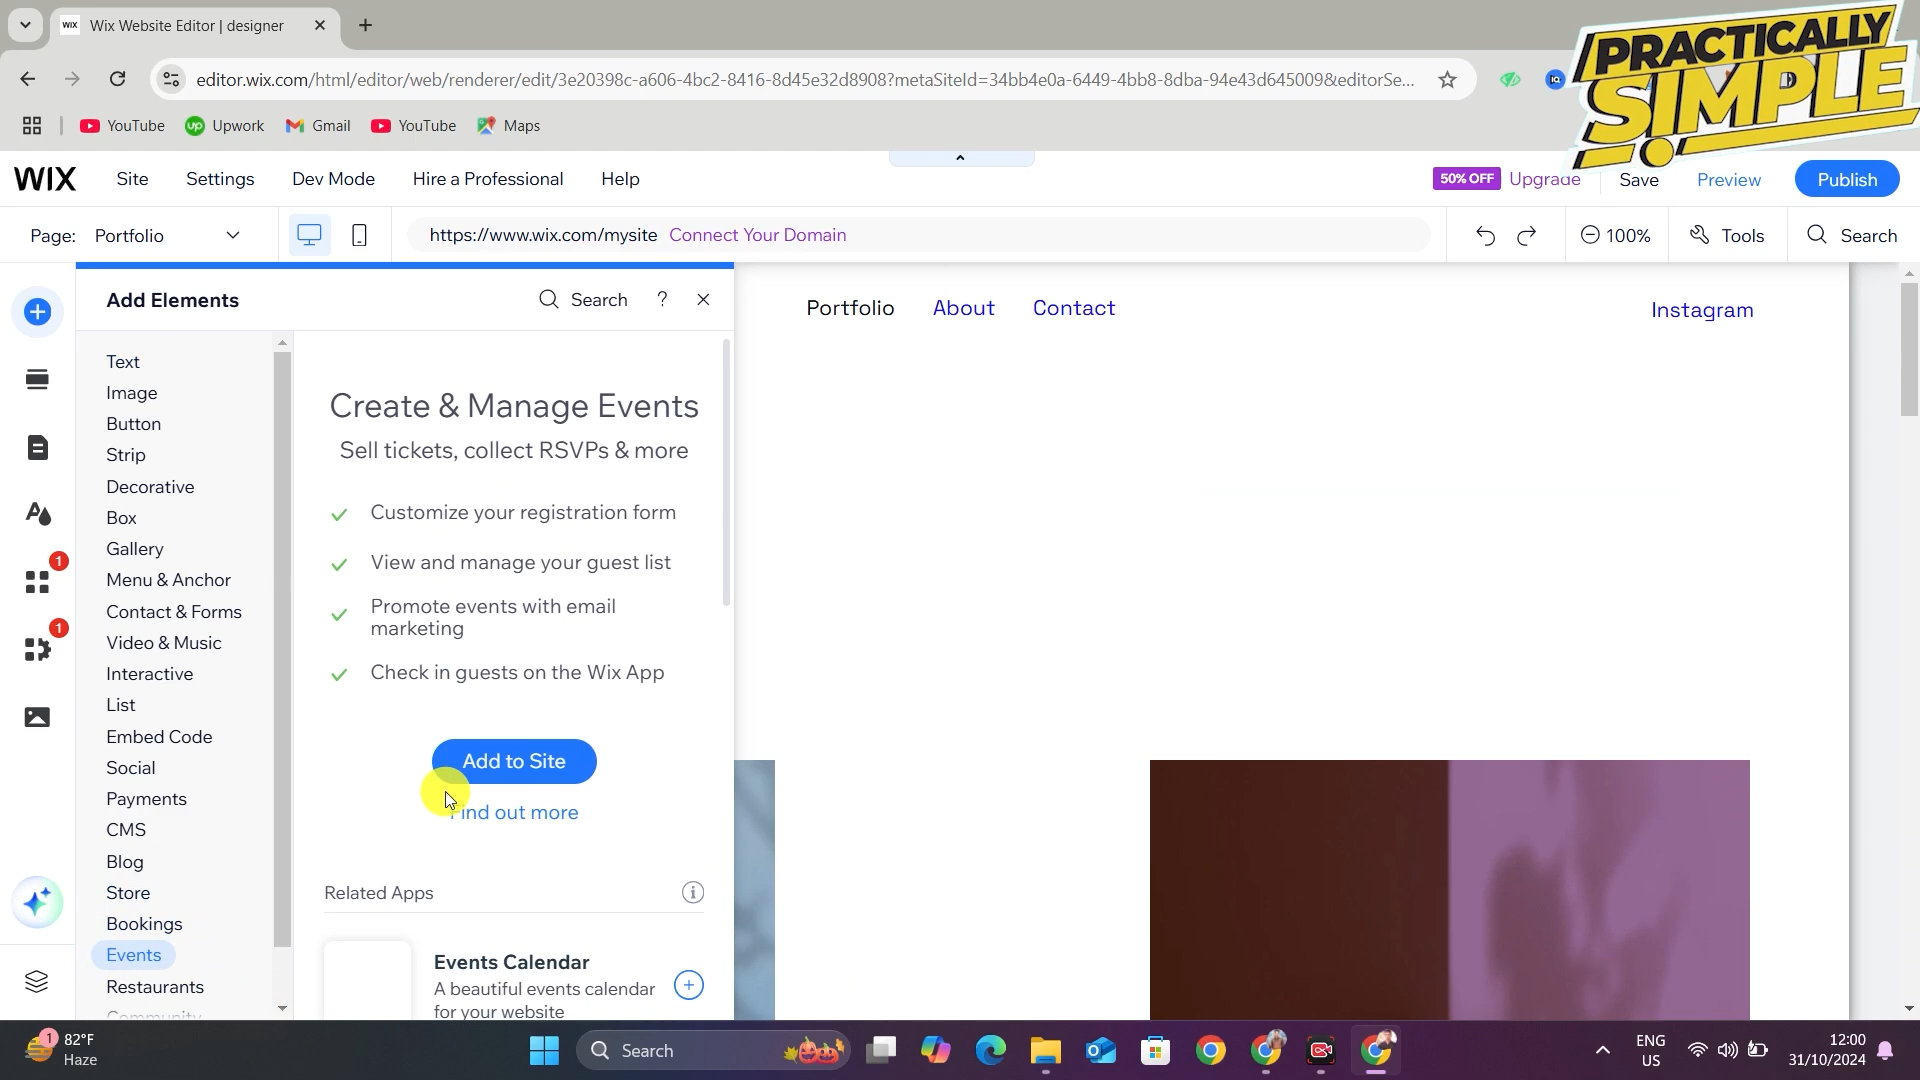 WIX Wix Website Editor | designer
editor.wix.com/html/editor/web/renderer/edit/3e20398c-a606-4bc2-8416-8d45e32d8908?metaSiteId=34bb4e0a-6449-4bb8-8dba-94e43d645009&editorSe...
PRACTICALLY
SIMPLE
YouTube up Upwork Gmail YouTube Maps
WIX Site Settings Dev Mode Hire a Professional Help 50% OFF Upgrade Save Preview Publish
Page: Portfolio https://www.wix.com/mysite Connect Your Domain 100% Tools Search
Add Elements Search ?
Portfolio About Contact Instagram
Text
Image
Button
Strip
Decorative
Box
Gallery
Menu & Anchor
Contact & Forms
Video & Music
Interactive
List
Embed Code
Social
Payments
CMS
Blog
Store
Bookings
Events
Restaurants
Community
1
1
Create & Manage Events
Sell tickets, collect RSVPs & more
Customize your registration form
View and manage your guest list
Promote events with email
marketing
Check in guests on the Wix App
Add to Site
Find out more
Related Apps
Events Calendar
A beautiful events calendar
for your website
1
82°F
Haze
Search
ENG
US
12:00
31/10/2024